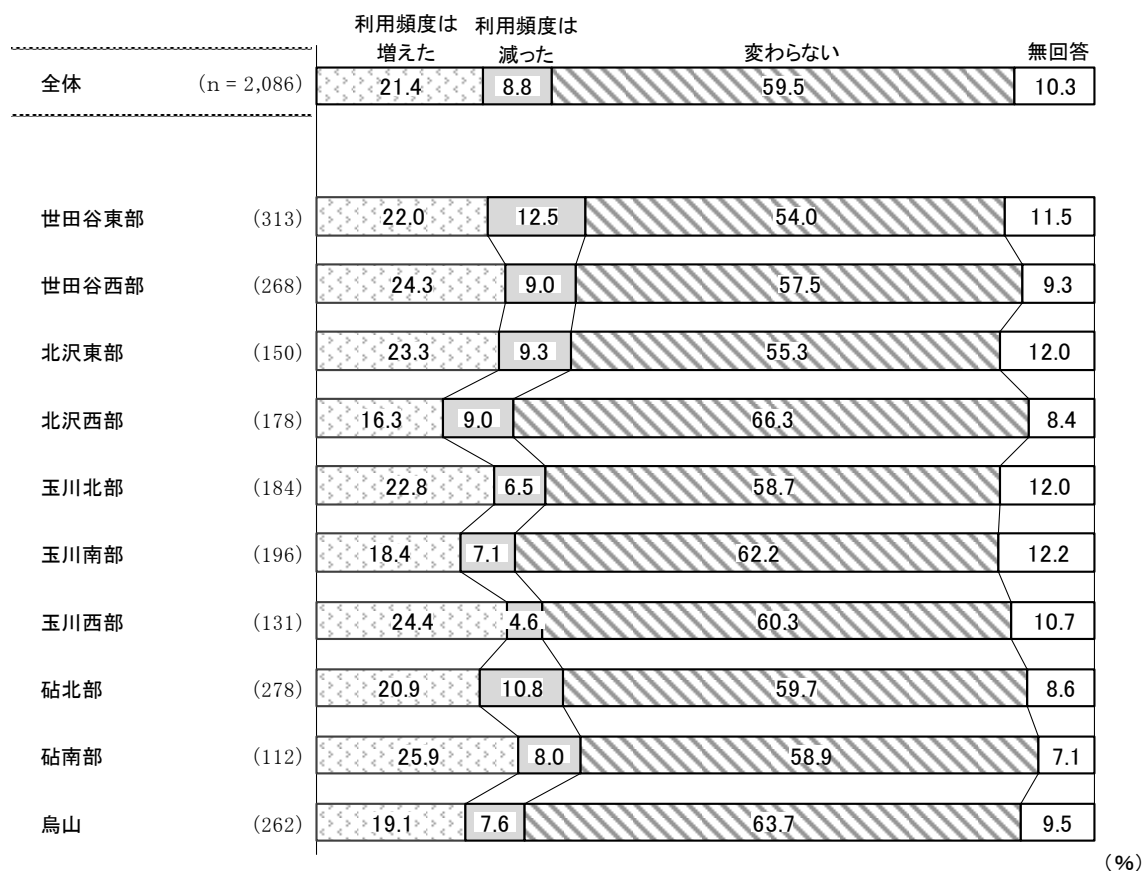 利用頻度は 利用頻度は
増えた 減った 変わらない 無回答
全体 (n = 2,086) 21.4 8.8 59.5 10.3
世田谷東部 (313) 22.0 12.5 54.0 11.5
世田谷西部 (268) 24.3 9.0 57.5 9.3
北沢東部 (150) 23.3 9.3 55.3 12.0
北沢西部 (178) 16.3 9.0 66.3 8.4
玉川北部 (184) 22.8 6.5 58.7 12.0
玉川南部 (196) 18.4 7.1 62.2 12.2
玉川西部 (131) 24.4 4.6 60.3 10.7
砧北部 (278) 20.9 10.8 59.7 8.6
砧南部 (112) 25.9 8.0 58.9 7.1
烏山 (262) 19.1 7.6 63.7 9.5
(%)